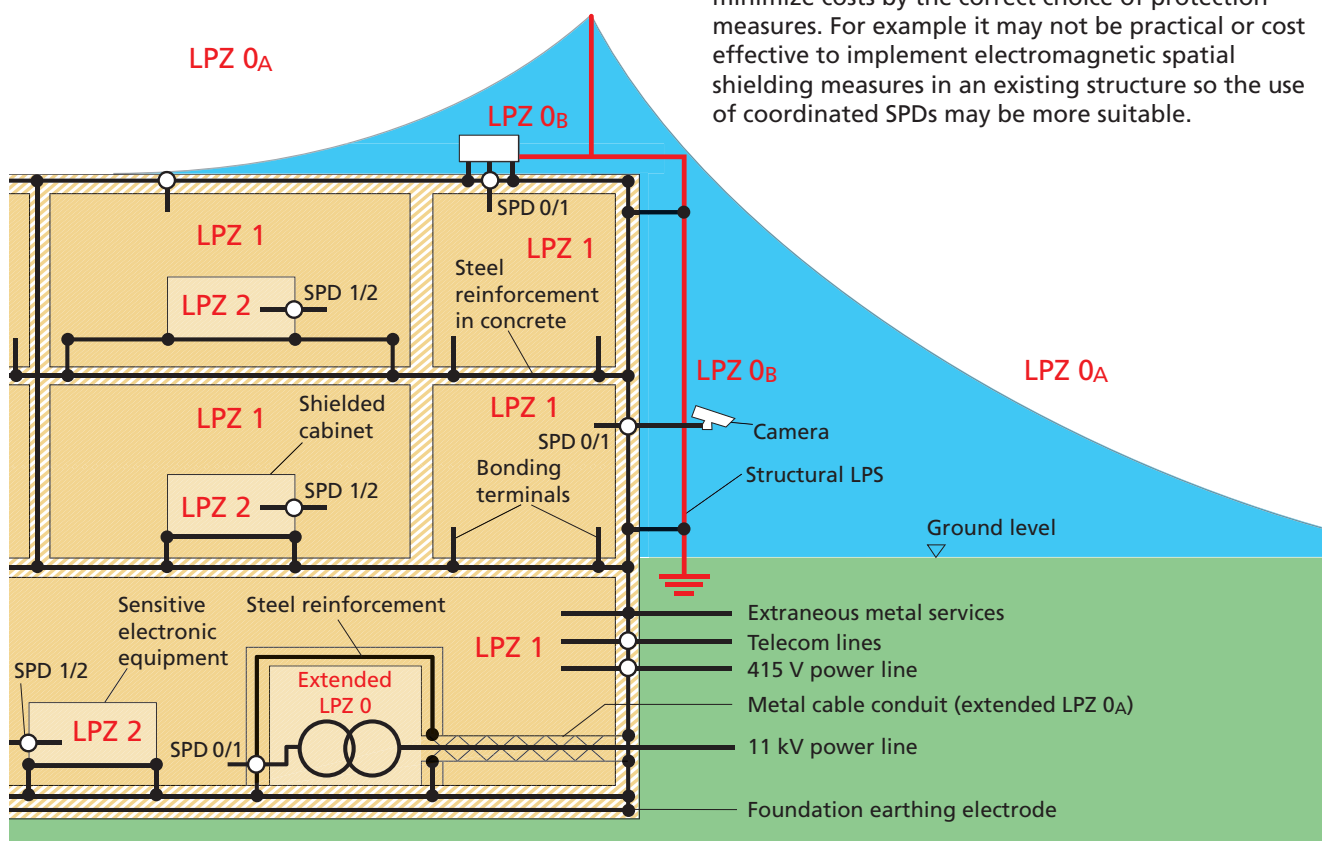 minimize costs by the correct choice of protection
measures. For example it may not be practical or cost
effective to implement electromagnetic spatial
shielding measures in an existing structure so the use
of coordinated SPDs may be more suitable.
LPZ 0A
LPZ 0B
SPD 0/1
LPZ 1
LPZ 1
Steel
reinforcement
in concrete
SPD 1/2
LPZ 2
LPZ 0B
LPZ 0A
LPZ 1
Shielded
cabinet
LPZ 1
SPD 0/1
Camera
Bonding
terminals
Structural LPS
SPD 1/2
LPZ 2
Ground level
Sensitive
electronic
equipment
Steel reinforcement
LPZ 1
Extraneous metal services
Telecom lines
415 V power line
SPD 1/2
Extended
LPZ 0
Metal cable conduit (extended LPZ 0A)
LPZ 2
SPD 0/1
11 kV power line
Foundation earthing electrode